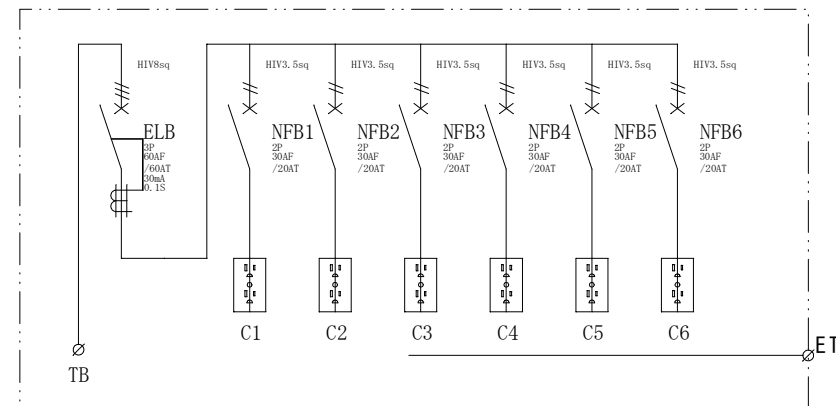 HIV8sq
HIV3.5sq
HIV3.5sq
HIV3.5sq
HIV3.5sq
HIV3.5sq
HIV3.5sq
ELB
3P
60AF
/60AT
30mA
0.1S
NFB1
2P
30AF
/20AT
NFB2
2P
30AF
/20AT
NFB3
2P
30AF
/20AT
NFB4
2P
30AF
/20AT
NFB5
2P
30AF
/20AT
NFB6
2P
30AF
/20AT
C1
C2
C3
C4
C5
C6
TB
ET